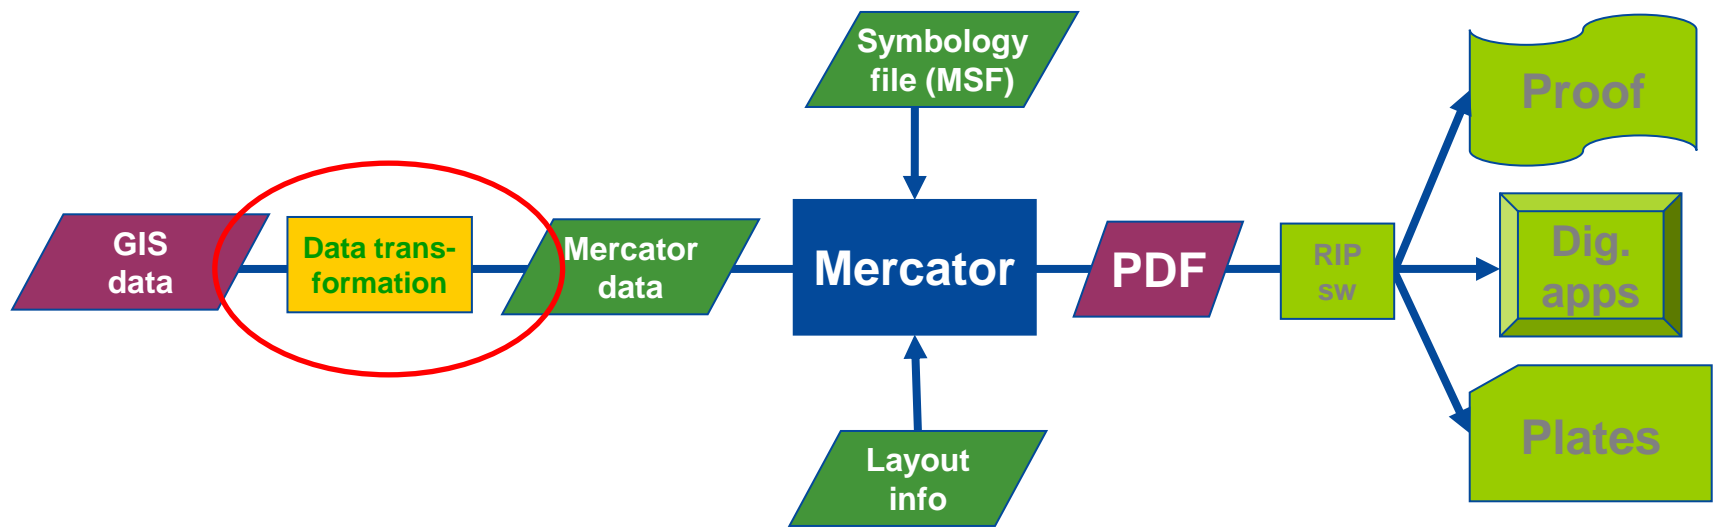 Symbology
file (MSF)
Proof
GIS
data
Data trans-
formation
Mercator
data
Mercator
PDF
RIP
sw
Dig.
apps
Layout
info
Plates